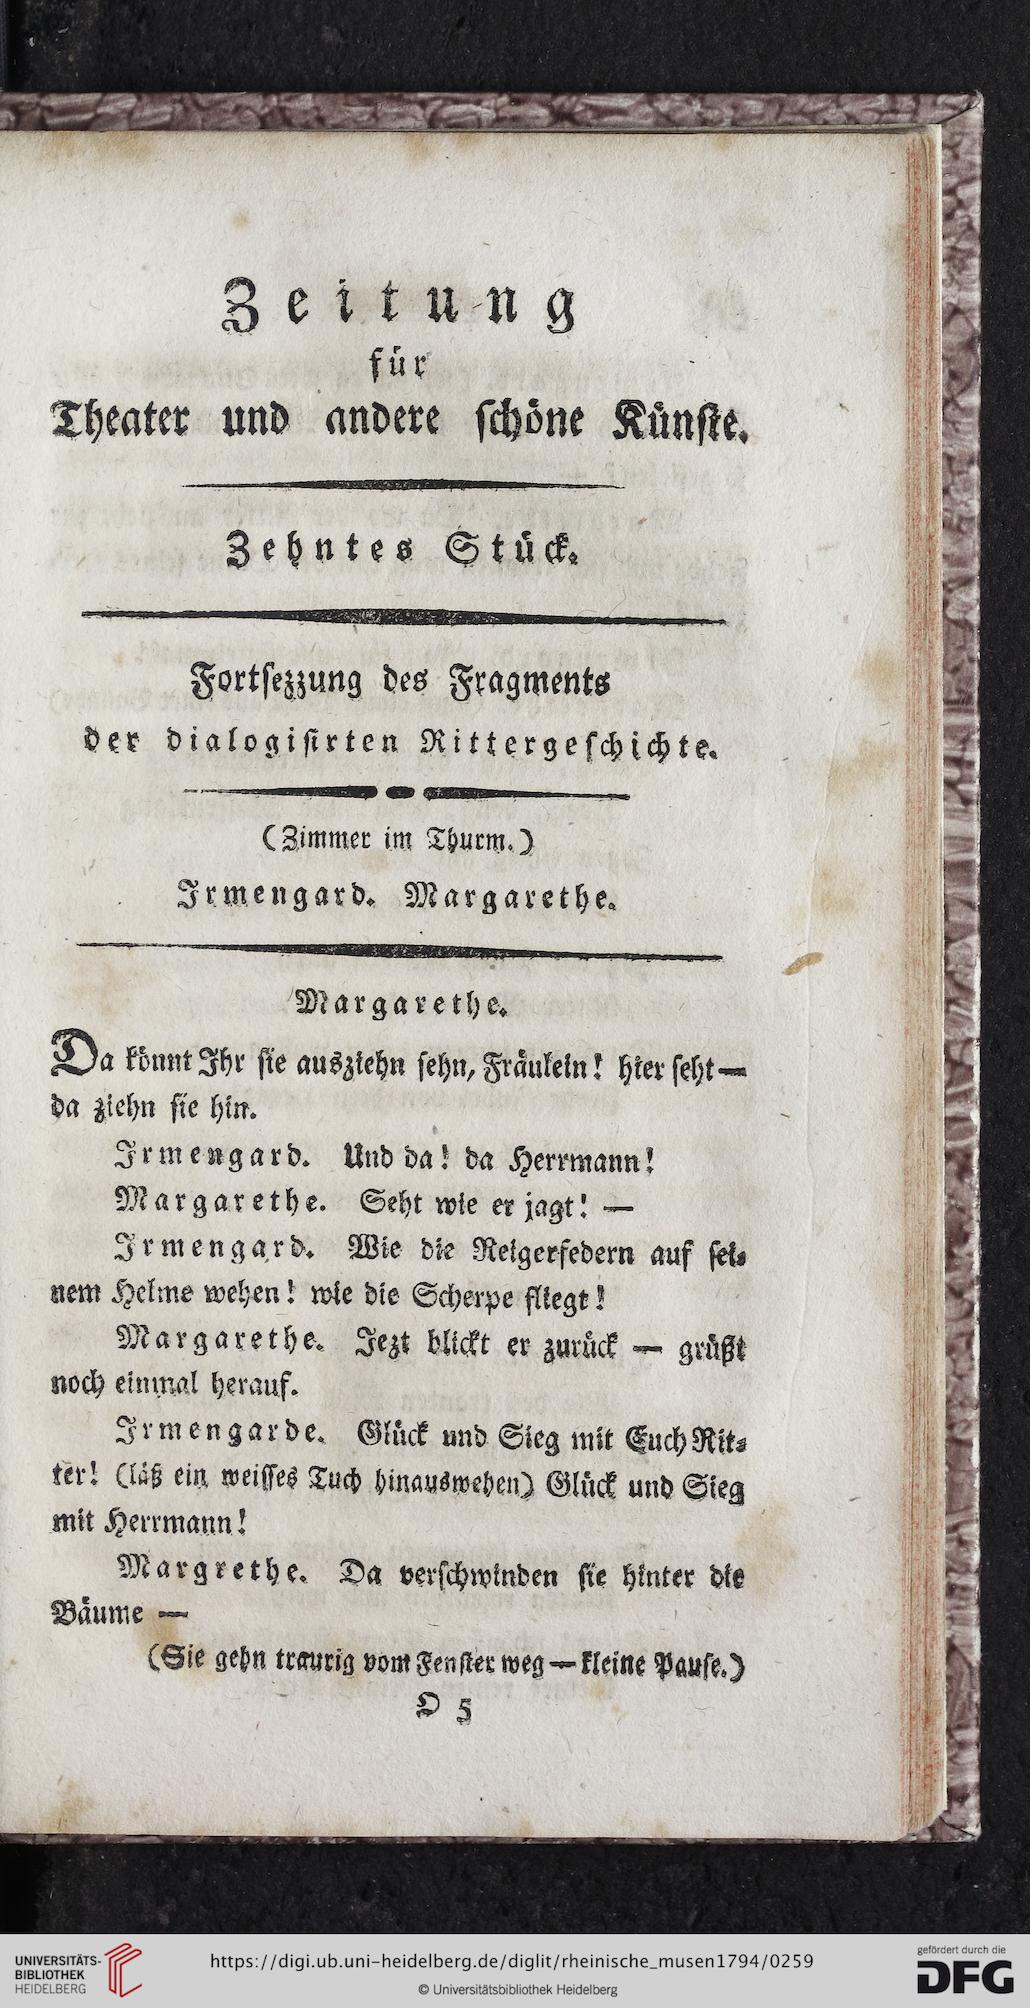 Zeitung
für
Theater und andere ſchöne Künſte.
Zehntes Stück.
Fortſezzung des Fragments
der dialogiſirten Rittergeſchichte.
(Zimmer im Thurm.)
Irmengard. Margarethe.
Margarethe.
Da könnt Ihr ſie ausziehn ſehn, Fräulein! hier ſeht —
da ziehn ſie hin.
Irmengard. Und da! da Herrmann!
Margarethe. Seht wie er jagt! —
Irmengard. Wie die Reigerfedern auf ſei-
nem Helme wehen! wie die Scherpe fliegt!
Margarethe. Jezt blickt er zurück — grüßt
noch einmal herauf.
Irmengarde. Glück und Sieg mit Euch Rit-
ter! (läß ein weiſſes Tuch hinauswehen) Glück und Sieg
mit Herrmann!
Margrethe. Da verſchwinden ſie hinter die
Bäume —
(Sie gehn traurig vom Fenſter weg — kleine Pauſe.)
O 5
UNIVERSITÄTS-
BIBLIOTHEK
HEIDELBERG
https://digi.ub.uni-heidelberg.de/diglit/rheinische_musen1794/0259
© Universitätsbibliothek Heidelberg
gefördert durch die
DFG